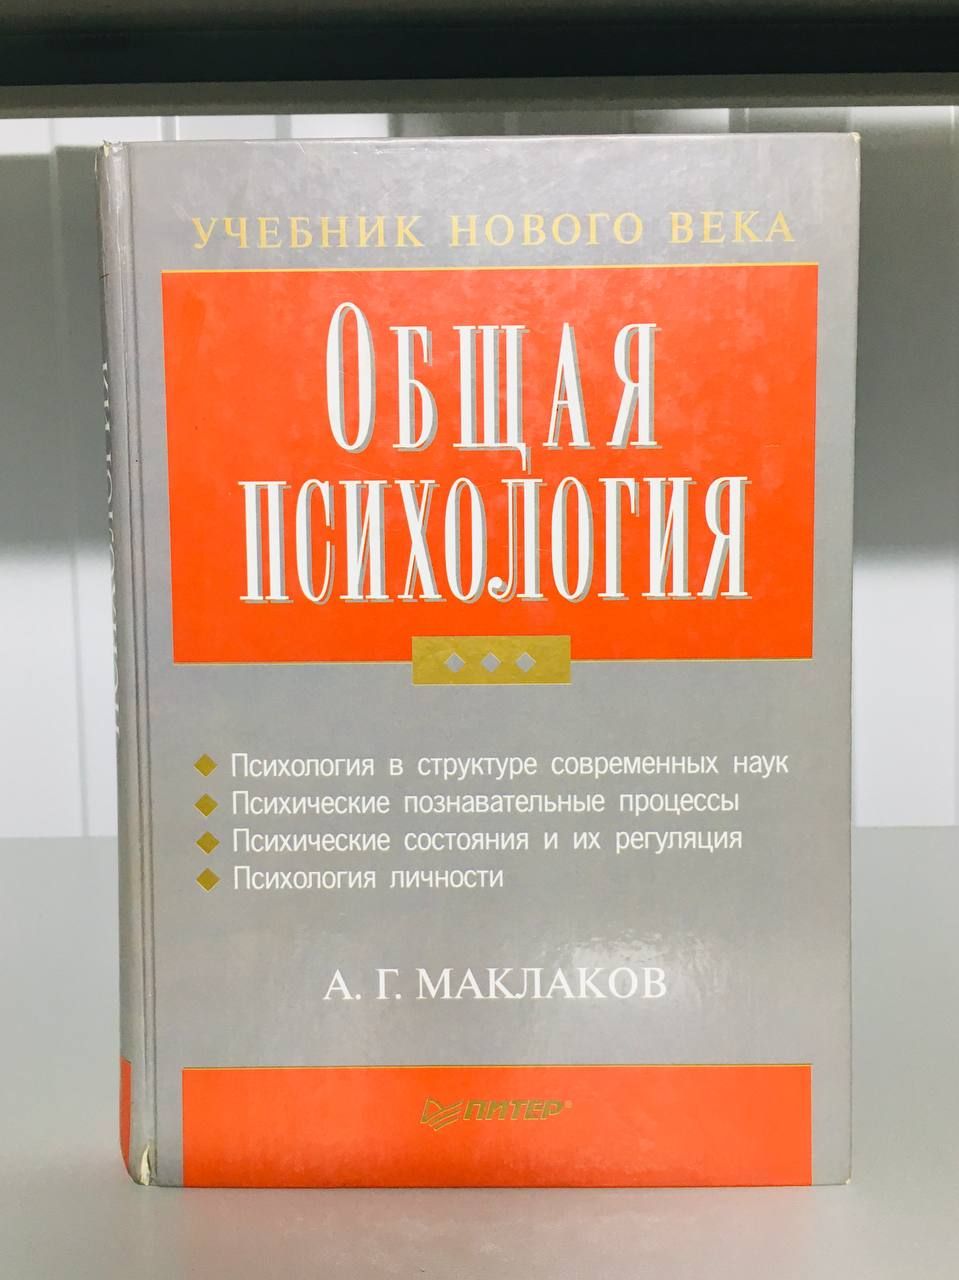 УЧЕБНИК НОВОГО ВЕКА
ОБЩАЯ
ПСИХОЛОГИЯ
Психология в структуре современных наук
Психические познавательные процессы
Психические состояния и их регуляция
Психология личности
А. Г. МАКЛАКОВ
ПИТЕР®